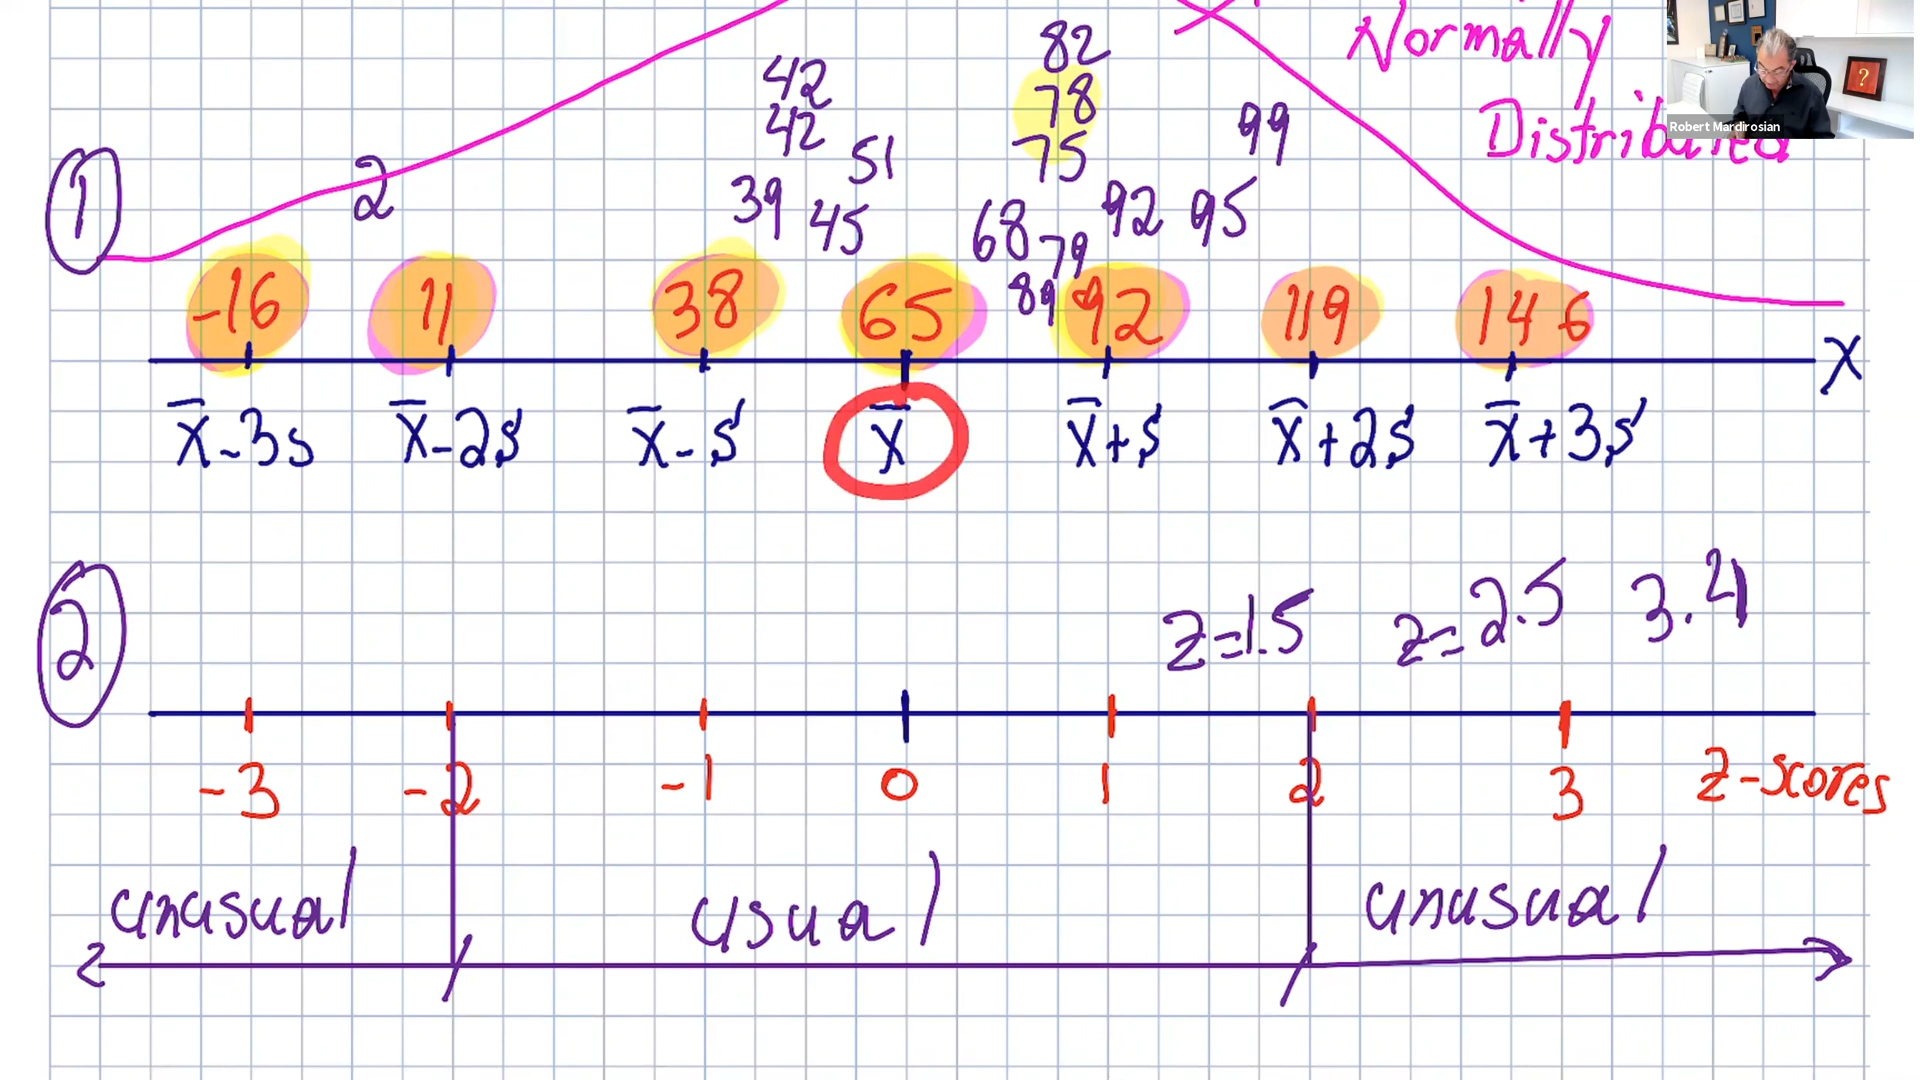 Normally
Distributed
?
Robert Mardirosian
82
42 78
42 75 99
51
1 2 39 45 68 79 92 95
89
-16 11 38 65 92 119 146
X
x̄-3s x̄-2s x̄-s x̄ x̄+s x̄+2s x̄+3s
2 z=1.5 z=2.5 3.4
-3 -2 -1 0 1 2 3 z-scores
unusual usual unusual